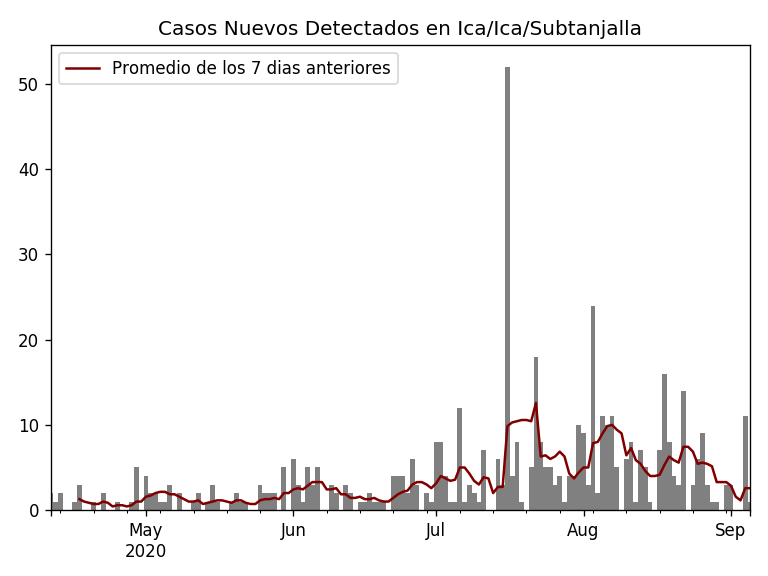 Casos Nuevos Detectados en Ica/Ica/Subtanjalla
Promedio de los 7 dias anteriores
50
40
30
20
10
0
May Jun Jul Aug Sep
2020